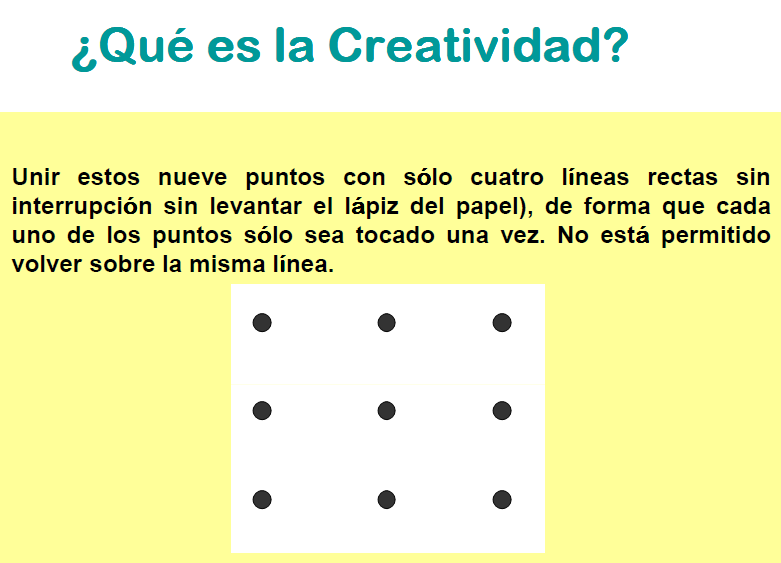 ¿Qué es la Creatividad?
Unir estos nueve puntos con sólo cuatro líneas rectas sin
interrupción sin levantar el lápiz del papel), de forma que cada
uno de los puntos sólo sea tocado una vez. No está permitido
volver sobre la misma línea.